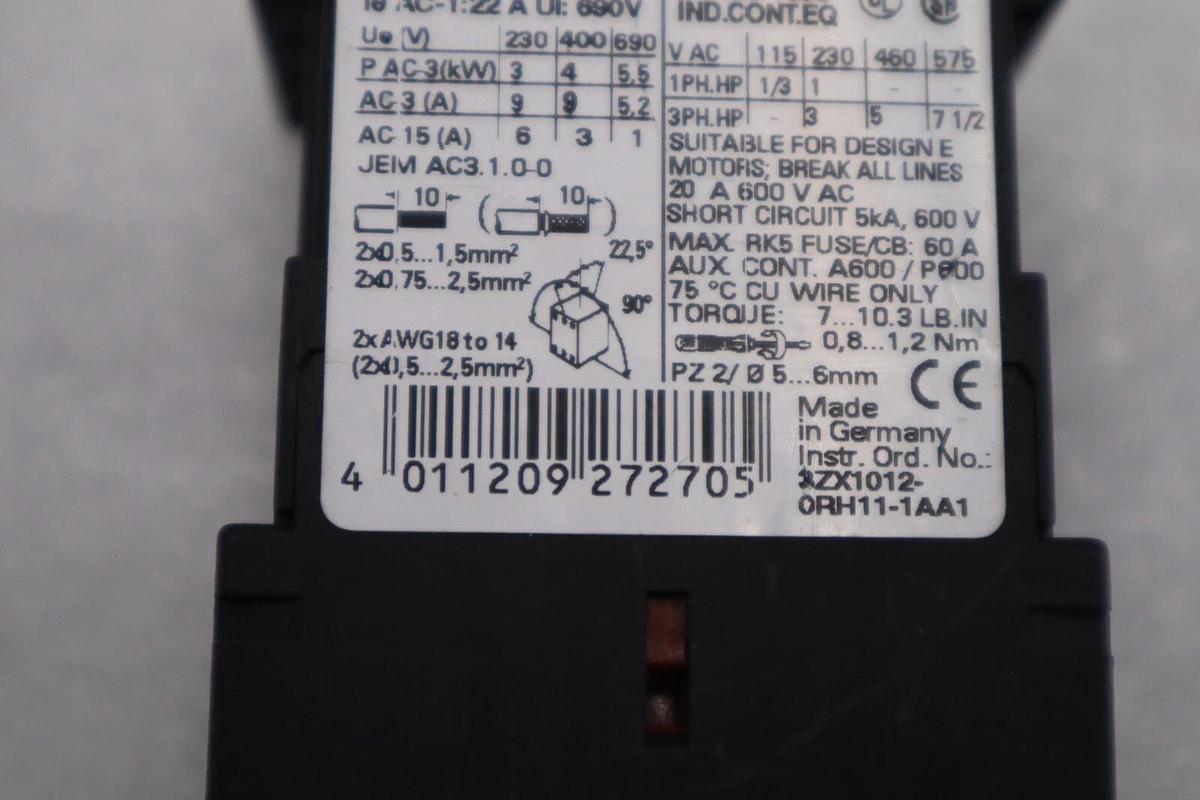 Ie AC-1:22 A Ui: 690V
Ue (V) 230 400 690
P AC-3(kW) 3 4 5,5
AC-3 (A) 9 9 5,2
AC-15 (A) 6 3 1
JEM AC3.1.0-0
10 10
2x0,5...1,5mm²
2x0,75...2,5mm²
22,5°
90°
2xAWG18 to 14
(2x0,5...2,5mm²)
IND.CONT.EQ
V AC 115 230 460 575
1PH.HP 1/3 1 - -
3PH.HP - 3 5 7 1/2
SUITABLE FOR DESIGN E
MOTORS; BREAK ALL LINES
20 A 600 V AC
SHORT CIRCUIT 5kA, 600 V
MAX. RK5 FUSE/CB: 60 A
AUX. CONT. A600 / P600
75 °C CU WIRE ONLY
TORQUE: 7...10.3 LB.IN
0,8...1,2 Nm
PZ 2/ Ø 5...6mm
CE
4 011209 272705
Made
in Germany
Instr. Ord. No.:
3ZX1012-
0RH11-1AA1